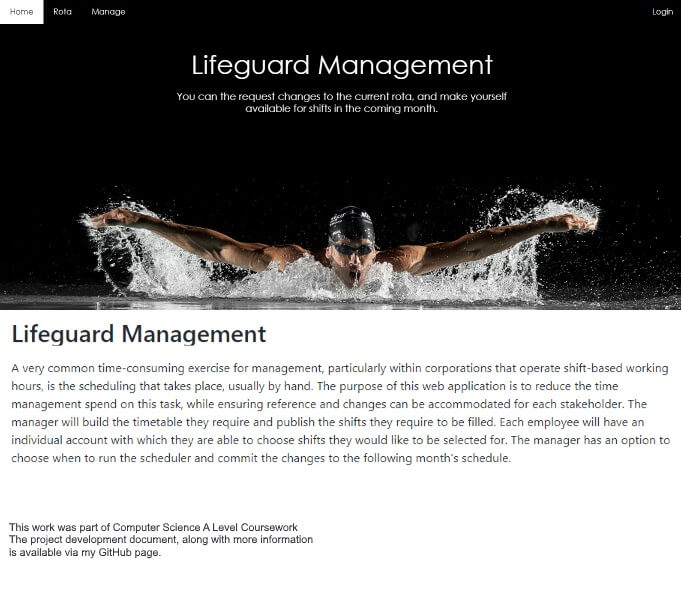 Home Rota Manage Login
Lifeguard Management
You can the request changes to the current rota, and make yourself
available for shifts in the coming month.
Lifeguard Management
A very common time-consuming exercise for management, particularly within corporations that operate shift-based working
hours, is the scheduling that takes place, usually by hand. The purpose of this web application is to reduce the time
management spend on this task, while ensuring reference and changes can be accommodated for each stakeholder. The
manager will build the timetable they require and publish the shifts they require to be filled. Each employee will have an
individual account with which they are able to choose shifts they would like to be selected for. The manager has an option to
choose when to run the scheduler and commit the changes to the following month's schedule.
This work was part of Computer Science A Level Coursework
The project development document, along with more information
is available via my GitHub page.